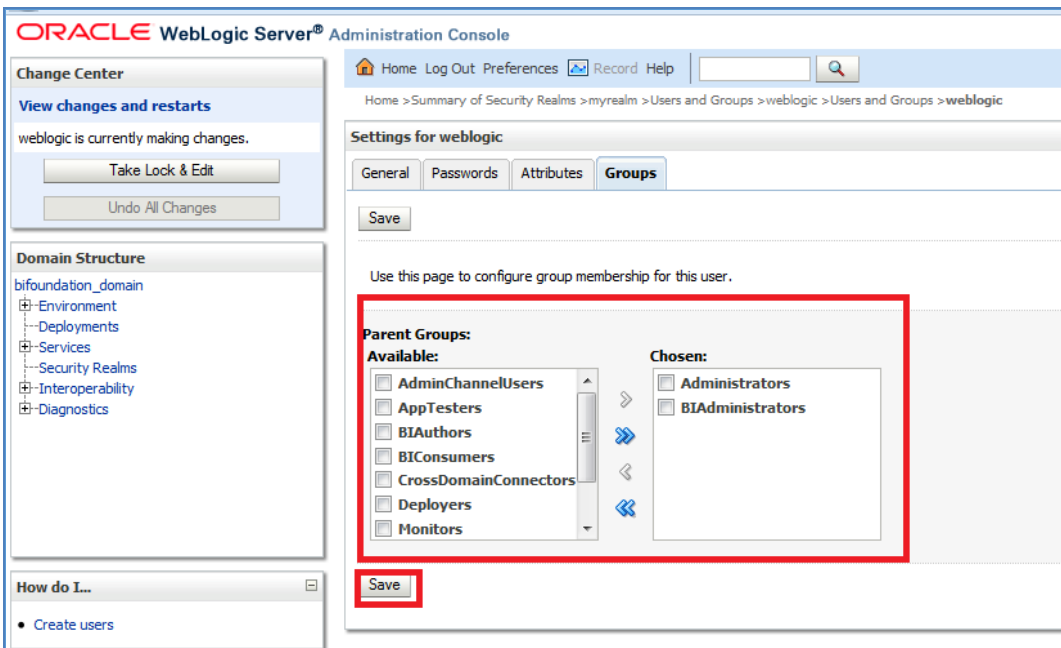 ORACLE WebLogic Server® Administration Console
Change Center
View changes and restarts
weblogic is currently making changes.
Take Lock & Edit
Undo All Changes
Domain Structure
bifoundation_domain
Environment
Deployments
Services
Security Realms
Interoperability
Diagnostics
How do I...
Create users
Home Log Out Preferences Record Help
Home >Summary of Security Realms >myrealm >Users and Groups >weblogic >Users and Groups >weblogic
Settings for weblogic
General Passwords Attributes Groups
Save
Use this page to configure group membership for this user.
Parent Groups:
Available:
AdminChannelUsers
AppTesters
BIAuthors
BIConsumers
CrossDomainConnectors
Deployers
Monitors
Chosen:
Administrators
BIAdministrators
Save